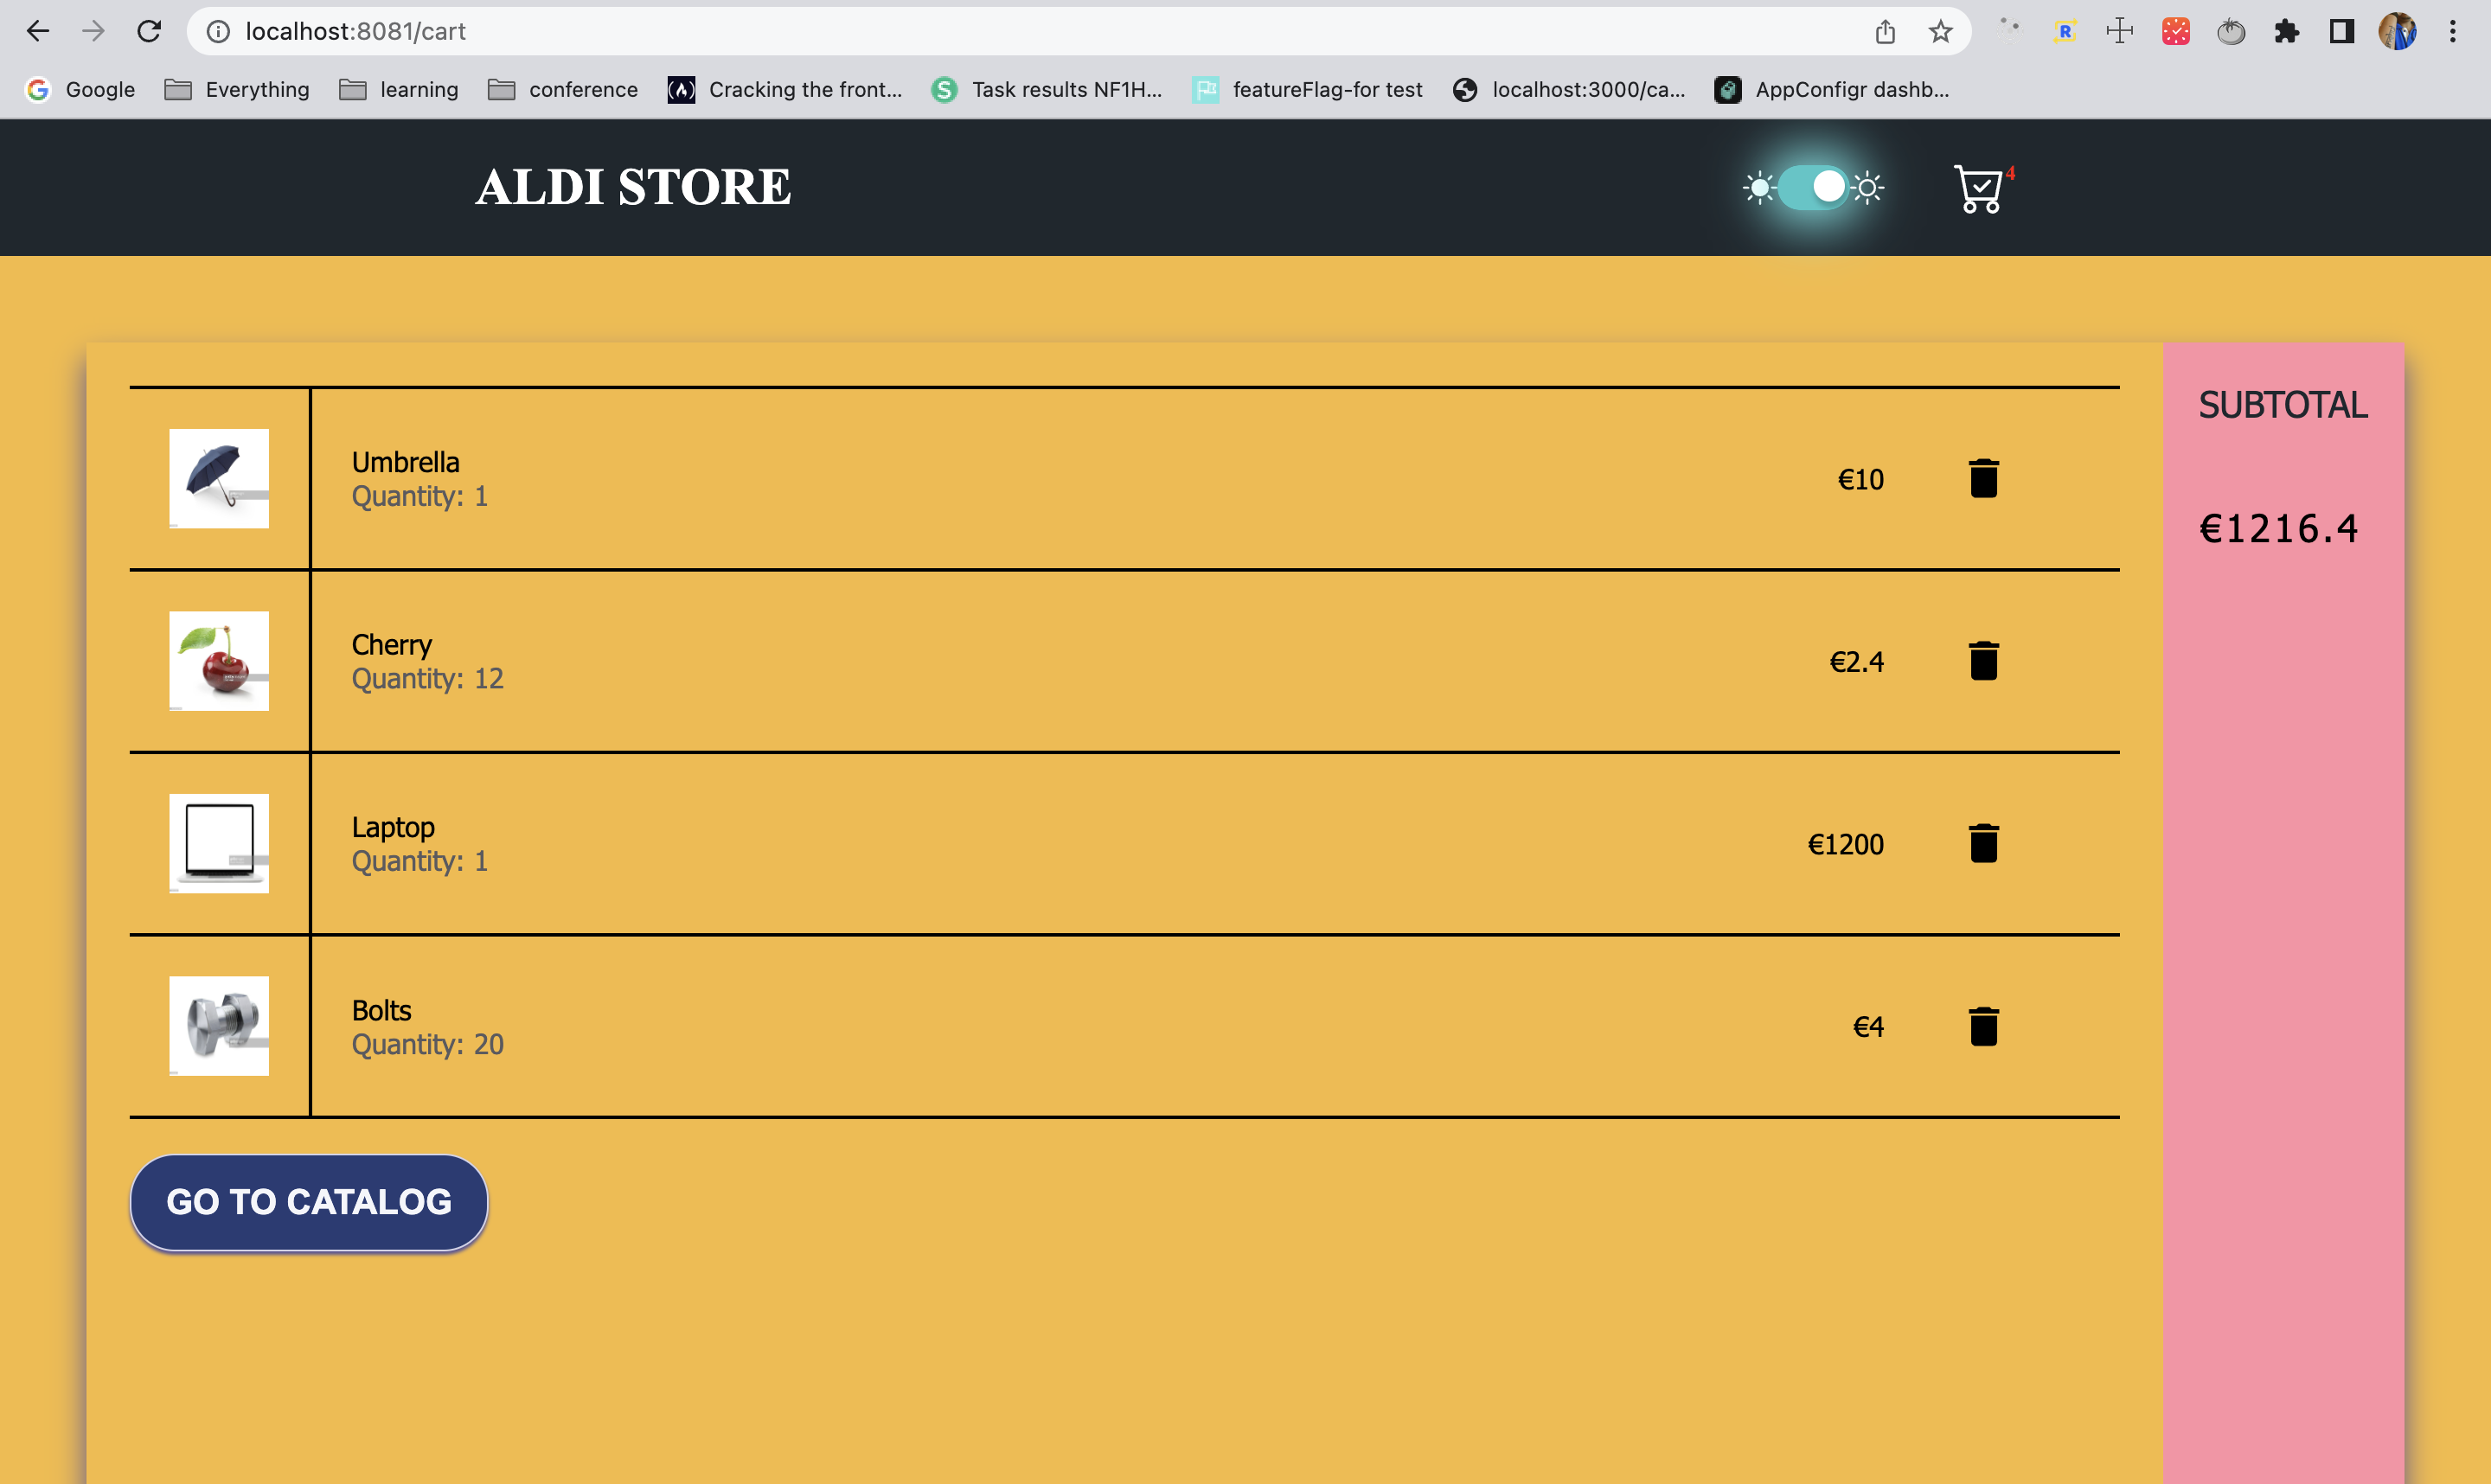 localhost:8081/cart
Google Everything learning conference Cracking the front... Task results NF1H... featureFlag-for test localhost:3000/ca... AppConfigr dashb...
ALDI STORE
4
Umbrella
Quantity: 1
€10
Cherry
Quantity: 12
€2.4
Laptop
Quantity: 1
€1200
Bolts
Quantity: 20
€4
GO TO CATALOG
SUBTOTAL
€1216.4